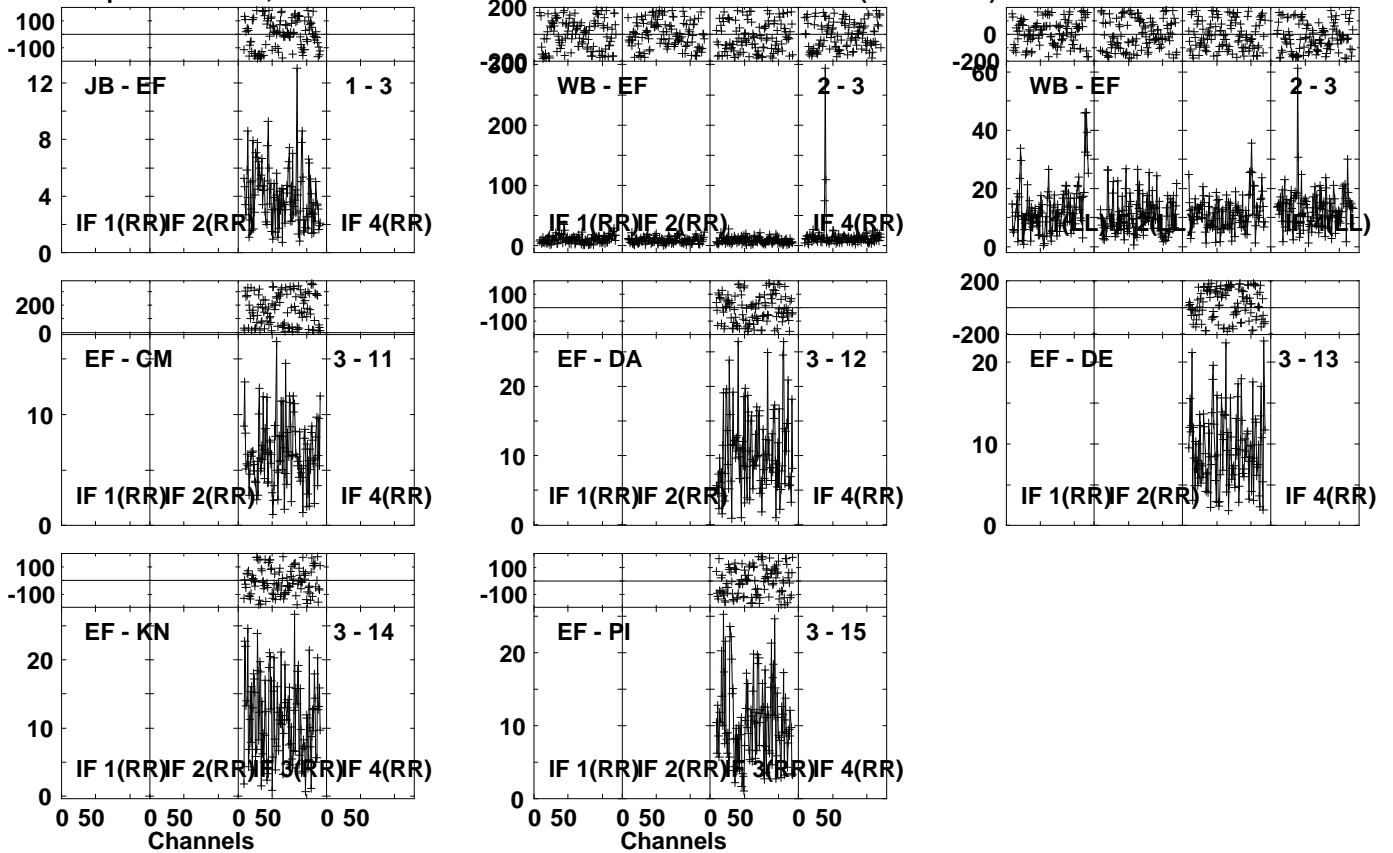 100
-100
JB - EF 1 - 3
12
8
4
0
IF 1(RR) IF 2(RR) IF 4(RR)
200
0
-200
WB - EF 2 - 3
300
200
100
0
IF 1(RR) IF 2(RR) IF 4(RR)
0
-200
WB - EF 2 - 3
60
40
20
0
IF 4(LL)
200
0
EF - CM 3 - 11
10
0
IF 1(RR) IF 2(RR) IF 4(RR)
100
-100
EF - DA 3 - 12
20
10
0
IF 1(RR) IF 2(RR) IF 4(RR)
200
-200
EF - DE 3 - 13
20
10
0
IF 1(RR) IF 2(RR) IF 4(RR)
100
-100
EF - KN 3 - 14
20
10
0
IF 1(RR) IF 2(RR) IF 3(RR) IF 4(RR)
0 50 0 50 0 50 0 50
Channels
100
-100
EF - PI 3 - 15
20
10
0
IF 1(RR) IF 2(RR) IF 3(RR) IF 4(RR)
0 50 0 50 0 50 0 50
Channels